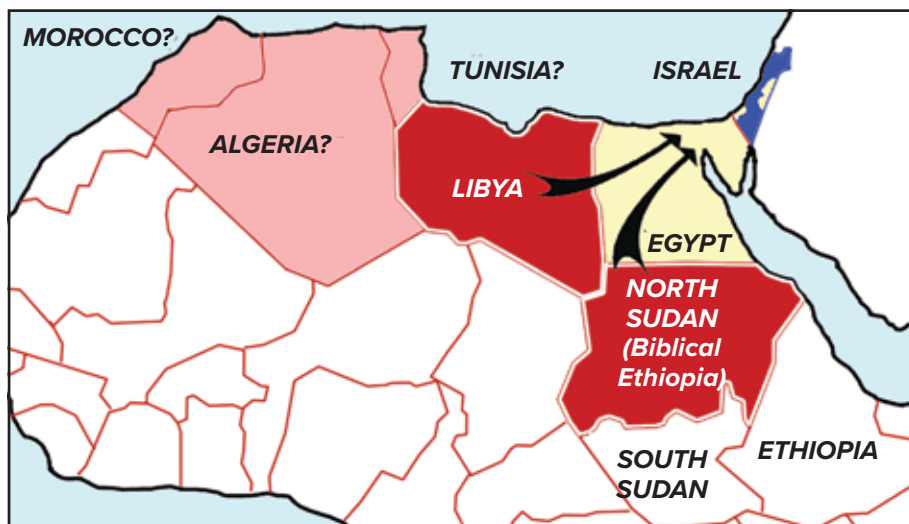 MOROCCO?
TUNISIA?
ISRAEL
ALGERIA?
LIBYA
EGYPT
NORTH
SUDAN
(Biblical
Ethiopia)
SOUTH
SUDAN
ETHIOPIA